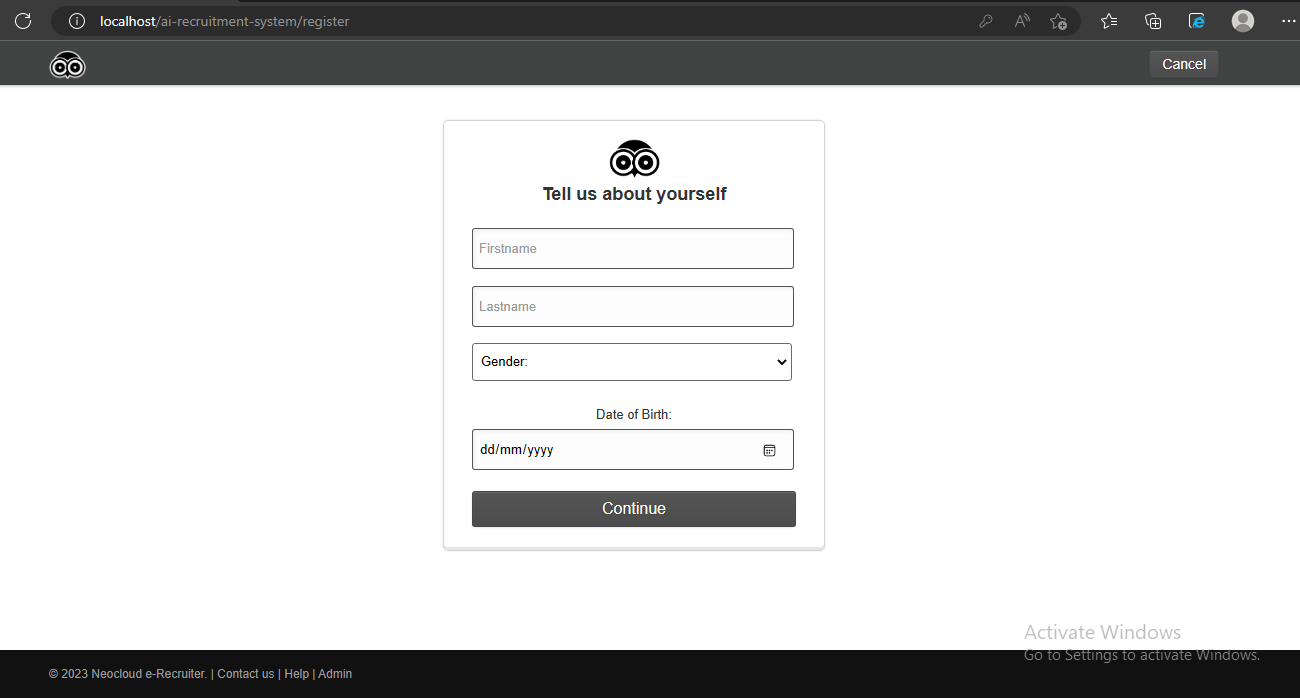 localhost/ai-recruitment-system/register
Cancel
Tell us about yourself
Firstname
Lastname
Gender:
Date of Birth:
dd/mm/yyyy
Continue
Activate Windows
Go to Settings to activate Windows.
© 2023 Neocloud e-Recruiter. | Contact us | Help | Admin